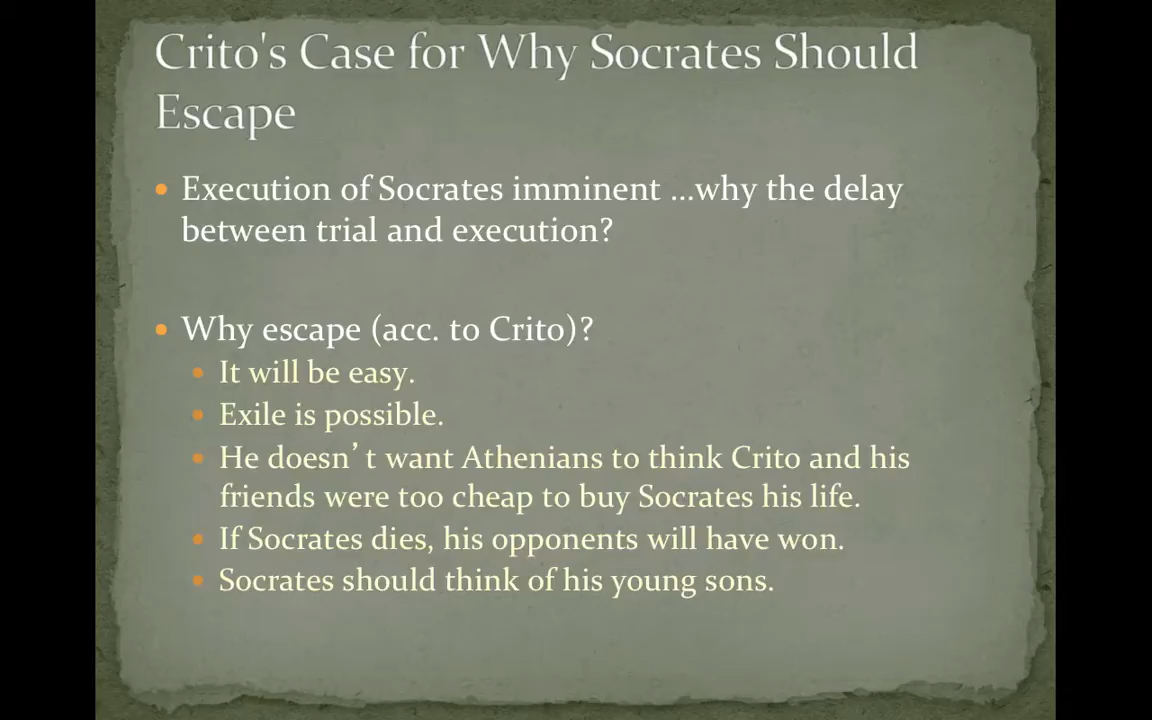 Crito's Case for Why Socrates Should
Escape
• Execution of Socrates imminent …why the delay
between trial and execution?
• Why escape (acc. to Crito)?
• It will be easy.
• Exile is possible.
• He doesn’t want Athenians to think Crito and his
friends were too cheap to buy Socrates his life.
• If Socrates dies, his opponents will have won.
• Socrates should think of his young sons.